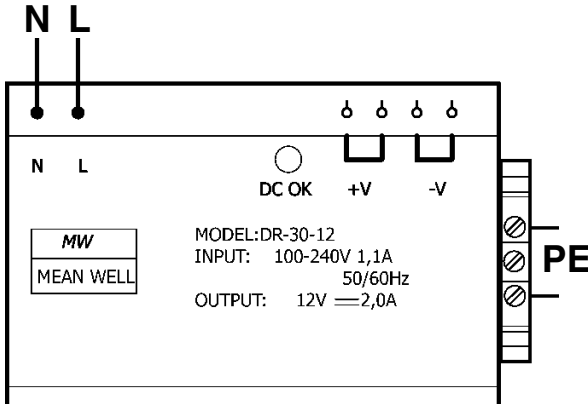 N L
N L
DC OK +V -V
MW
MEAN WELL
MODEL:DR-30-12
INPUT: 100-240V 1,1A
50/60Hz
OUTPUT: 12V 2,0A
PE